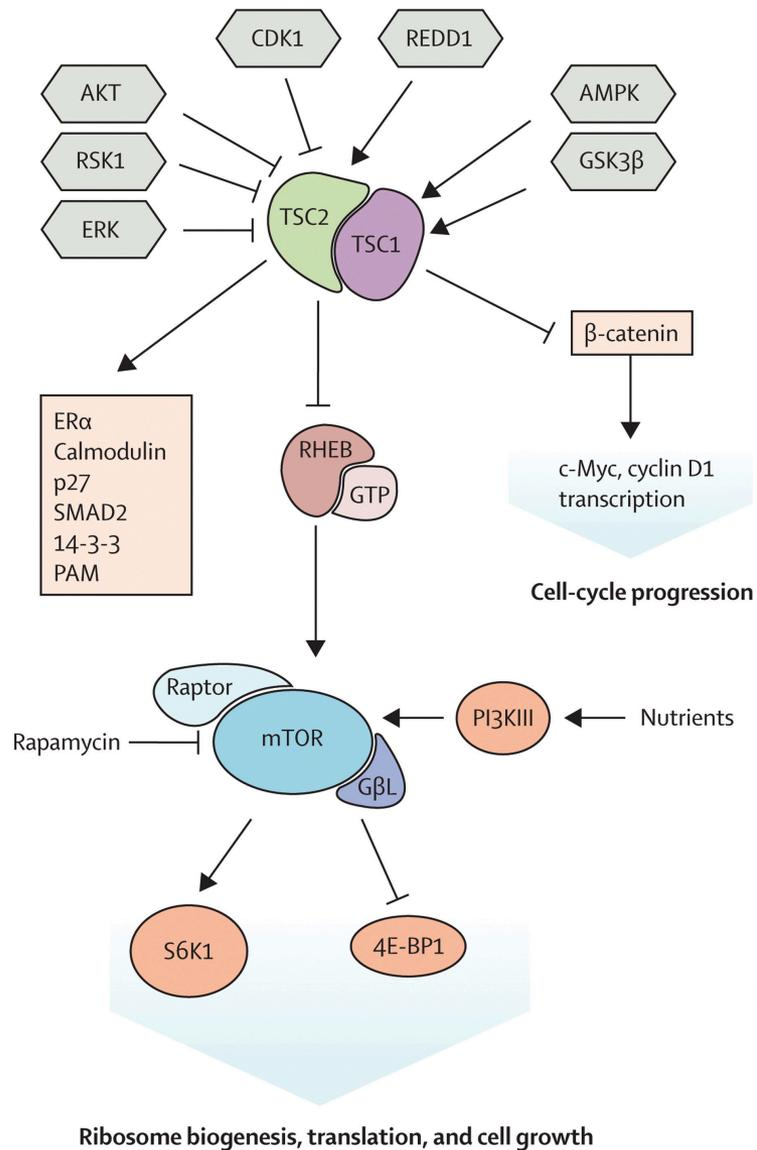 CDK1
REDD1
AKT
AMPK
RSK1
GSK3β
ERK
TSC2
TSC1
β-catenin
ERα
Calmodulin
p27
SMAD2
14-3-3
PAM
RHEB
GTP
c-Myc, cyclin D1
transcription
Cell-cycle progression
Raptor
mTOR
GβL
PI3KIII
Nutrients
Rapamycin
S6K1
4E-BP1
Ribosome biogenesis, translation, and cell growth